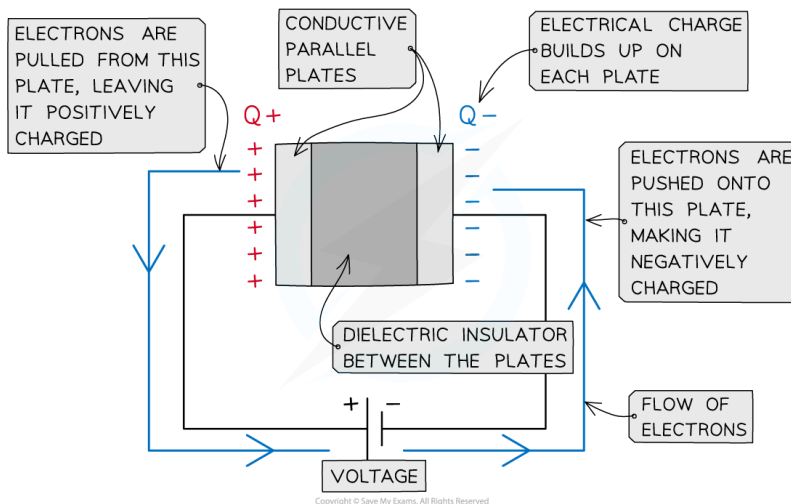 ELECTRONS ARE
PULLED FROM THIS
PLATE, LEAVING
IT POSITIVELY
CHARGED
CONDUCTIVE
PARALLEL
PLATES
ELECTRICAL CHARGE
BUILDS UP ON
EACH PLATE
Q+
Q−
+
+
+
+
+
+
−
−
−
−
−
−
ELECTRONS ARE
PUSHED ONTO
THIS PLATE,
MAKING IT
NEGATIVELY
CHARGED
DIELECTRIC INSULATOR
BETWEEN THE PLATES
+ −
VOLTAGE
FLOW OF
ELECTRONS
Copyright © Save My Exams. All Rights Reserved